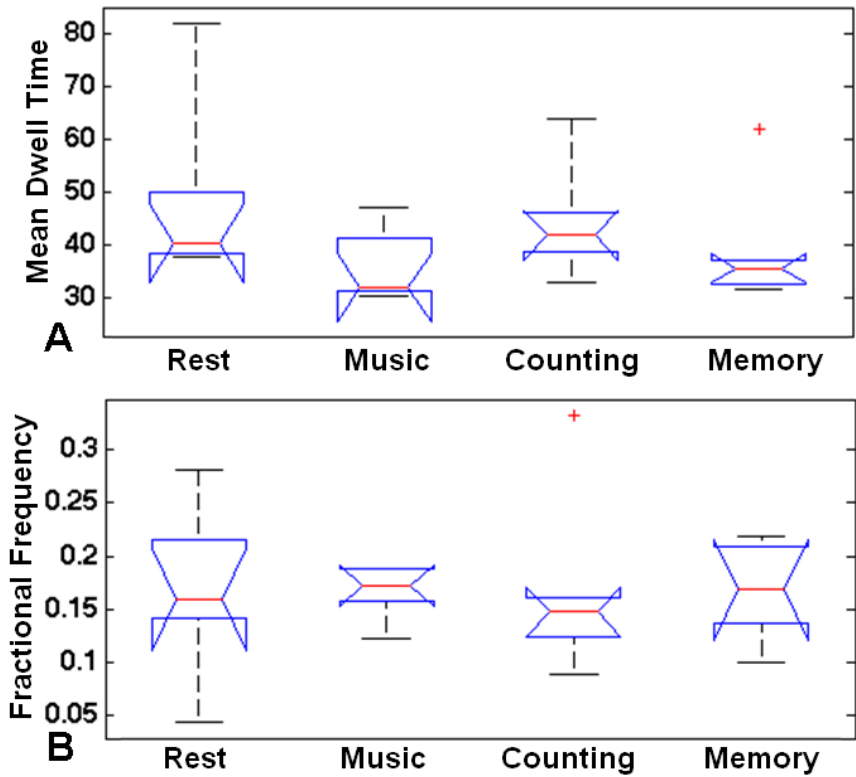 Mean Dwell Time
80
70
60
50
40
30
A
Rest Music Counting Memory
Fractional Frequency
0.3
0.25
0.2
0.15
0.1
0.05
B
Rest Music Counting Memory